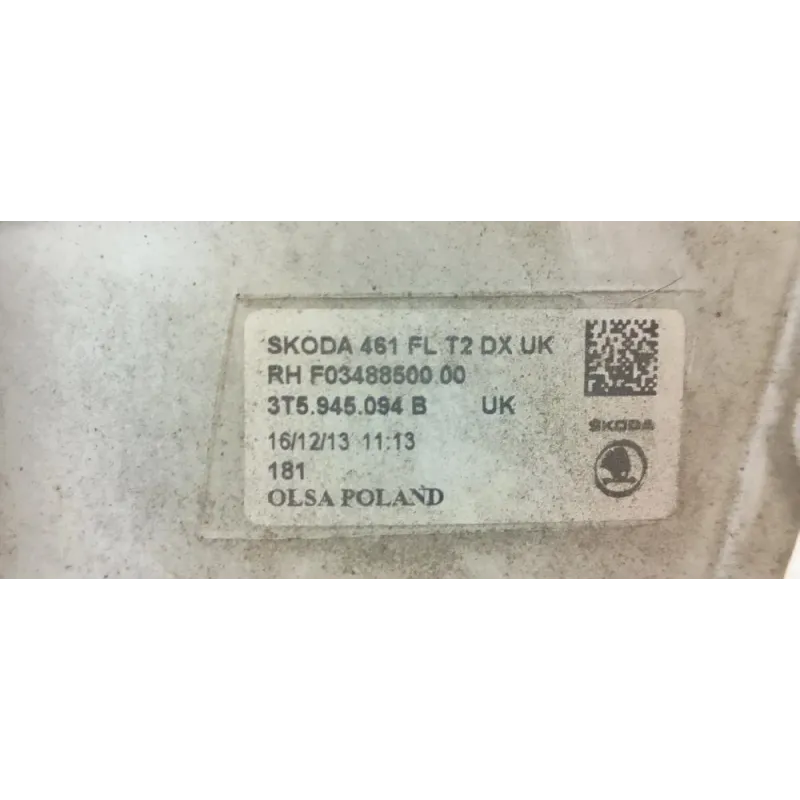 SKODA 461 FL T2 DX UK
RH F03488500.00
3T5.945.094 B UK
16/12/13 11:13
181
OLSA POLAND
SKODA